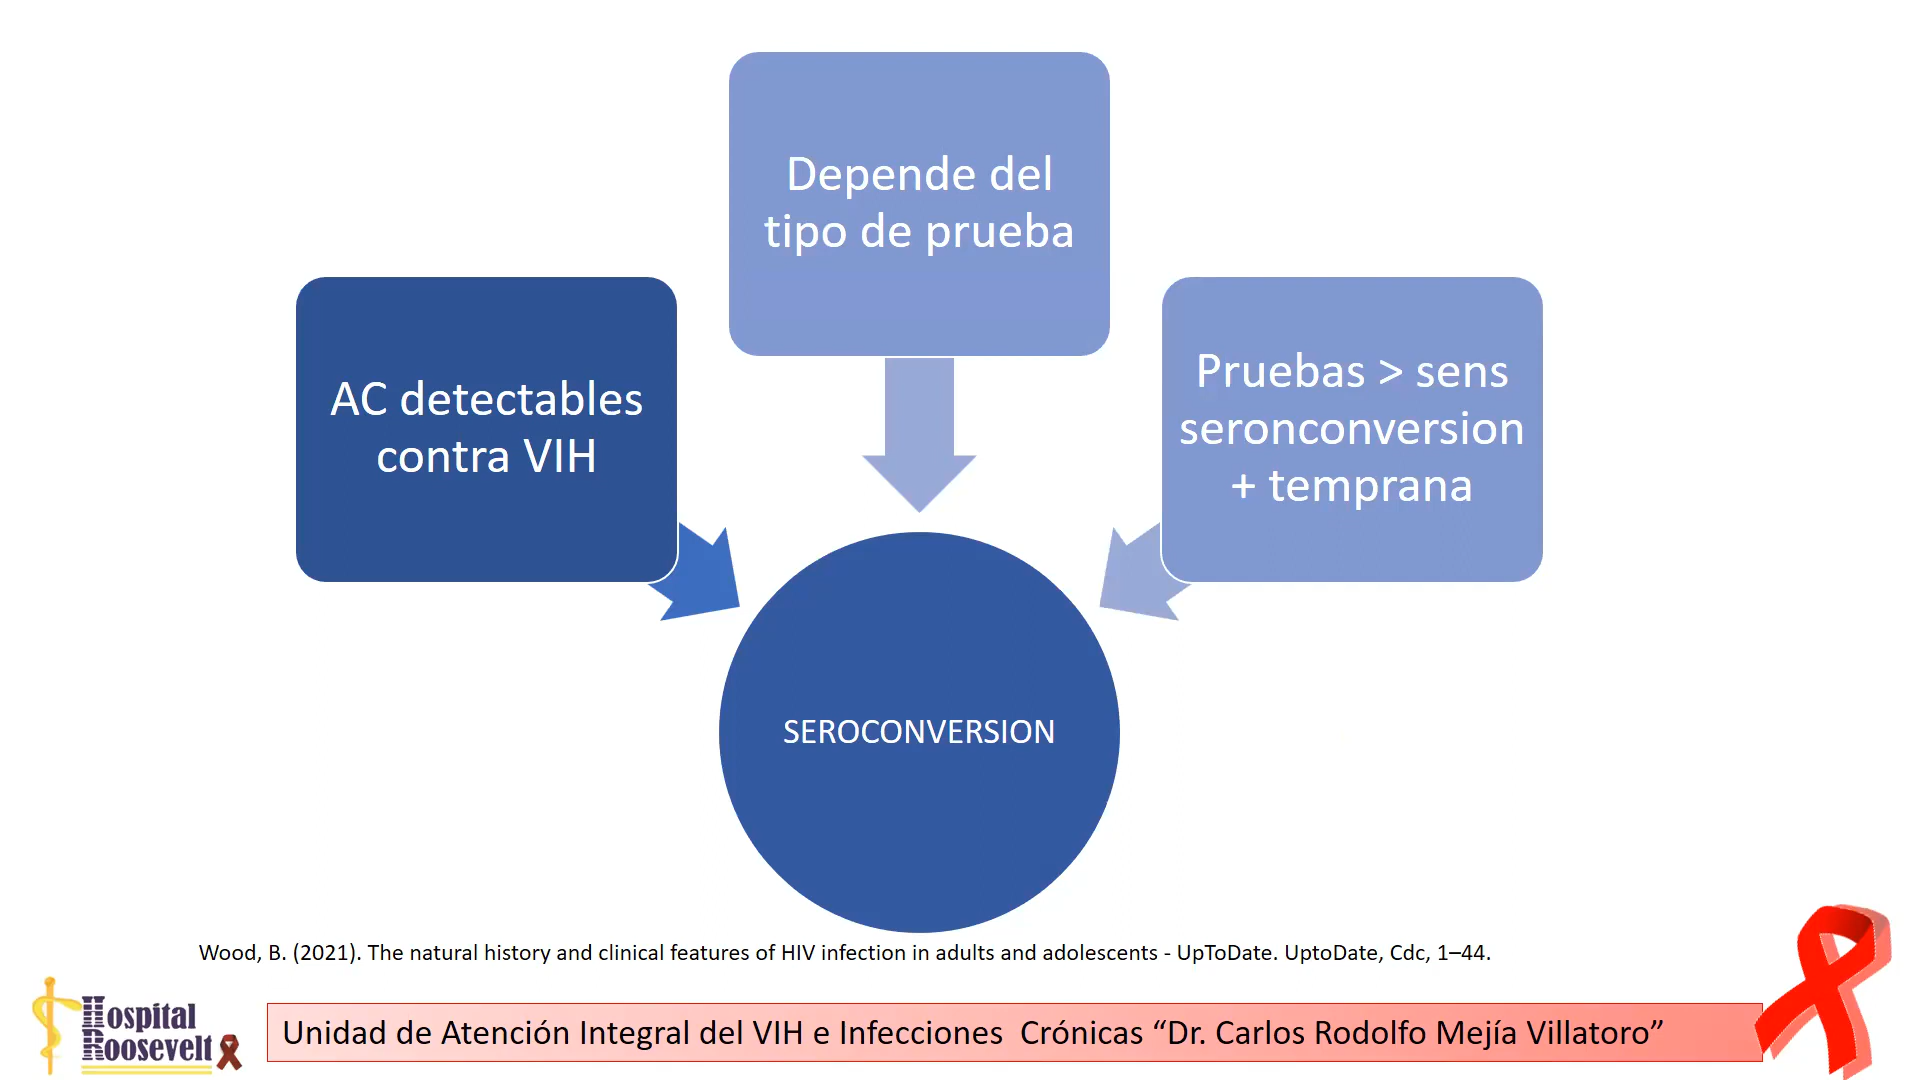 Depende del
tipo de prueba
AC detectables
contra VIH
Pruebas > sens
seronconversion
+ temprana
SEROCONVERSION
Wood, B. (2021). The natural history and clinical features of HIV infection in adults and adolescents - UpToDate. UptoDate, Cdc, 1–44.
Hospital
Roosevelt
Unidad de Atención Integral del VIH e Infecciones  Crónicas “Dr. Carlos Rodolfo Mejía Villatoro”